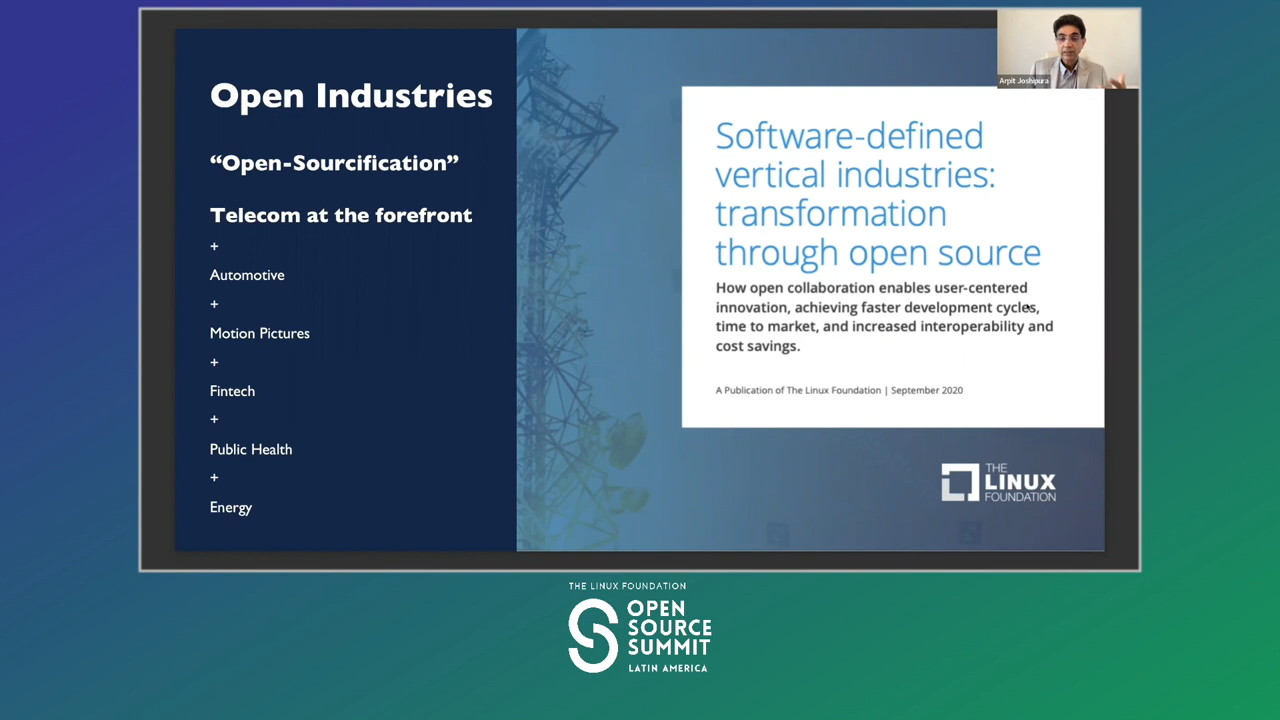 Open Industries
“Open-Sourcification”
Telecom at the forefront
+
Automotive
+
Motion Pictures
+
Fintech
+
Public Health
+
Energy
Arpit Joshipura
Software-defined
vertical industries:
transformation
through open source
How open collaboration enables user-centered
innovation, achieving faster development cycles,
time to market, and increased interoperability and
cost savings.
A Publication of The Linux Foundation | September 2020
THE
LINUX
FOUNDATION
THE LINUX FOUNDATION
OPEN
SOURCE
SUMMIT
LATIN AMERICA